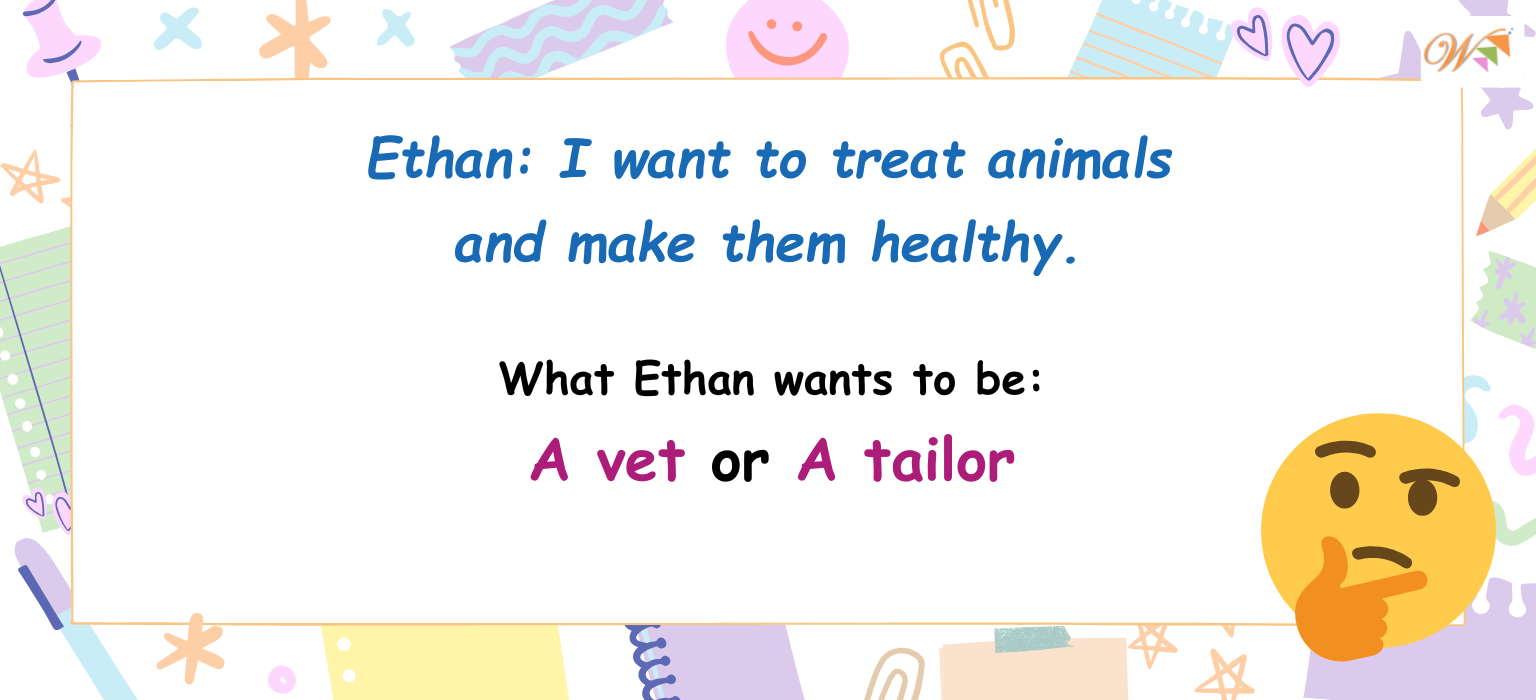 W
Ethan: I want to treat animals
and make them healthy.
What Ethan wants to be:
A vet or A tailor